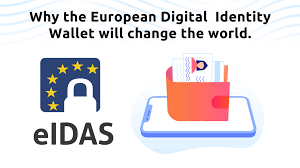 Why the European Digital Identity
Wallet will change the world.
eIDAS